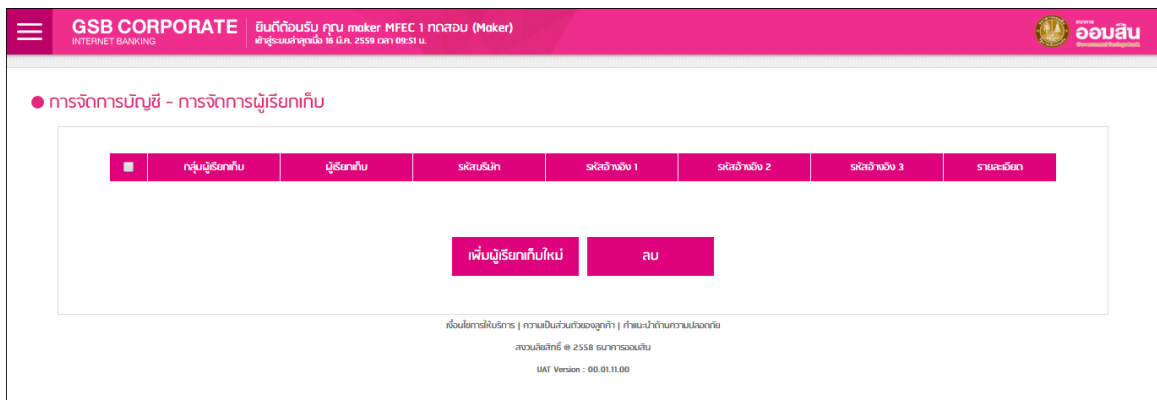 GSB CORPORATE
INTERNET BANKING
ยินดีต้อนรับ คุณ maker MFEC 1 ทดสอบ (Maker)
เข้าสู่ระบบล่าสุดเมื่อ 16 มี.ค. 2559 เวลา 09:51 น.
ธนาคาร
ออมสิน
Government Savings Bank
การจัดการบัญชี - การจัดการผู้เรียกเก็บ
กลุ่มผู้เรียกเก็บ ผู้เรียกเก็บ รหัสบริษัท รหัสอ้างอิง 1 รหัสอ้างอิง 2 รหัสอ้างอิง 3 รายละเอียด
เพิ่มผู้เรียกเก็บใหม่ ลบ
เงื่อนไขการให้บริการ | ความเป็นส่วนตัวของลูกค้า | คำแนะนำด้านความปลอดภัย
สงวนลิขสิทธิ์ @ 2558 ธนาคารออมสิน
UAT Version : 00.01.11.00